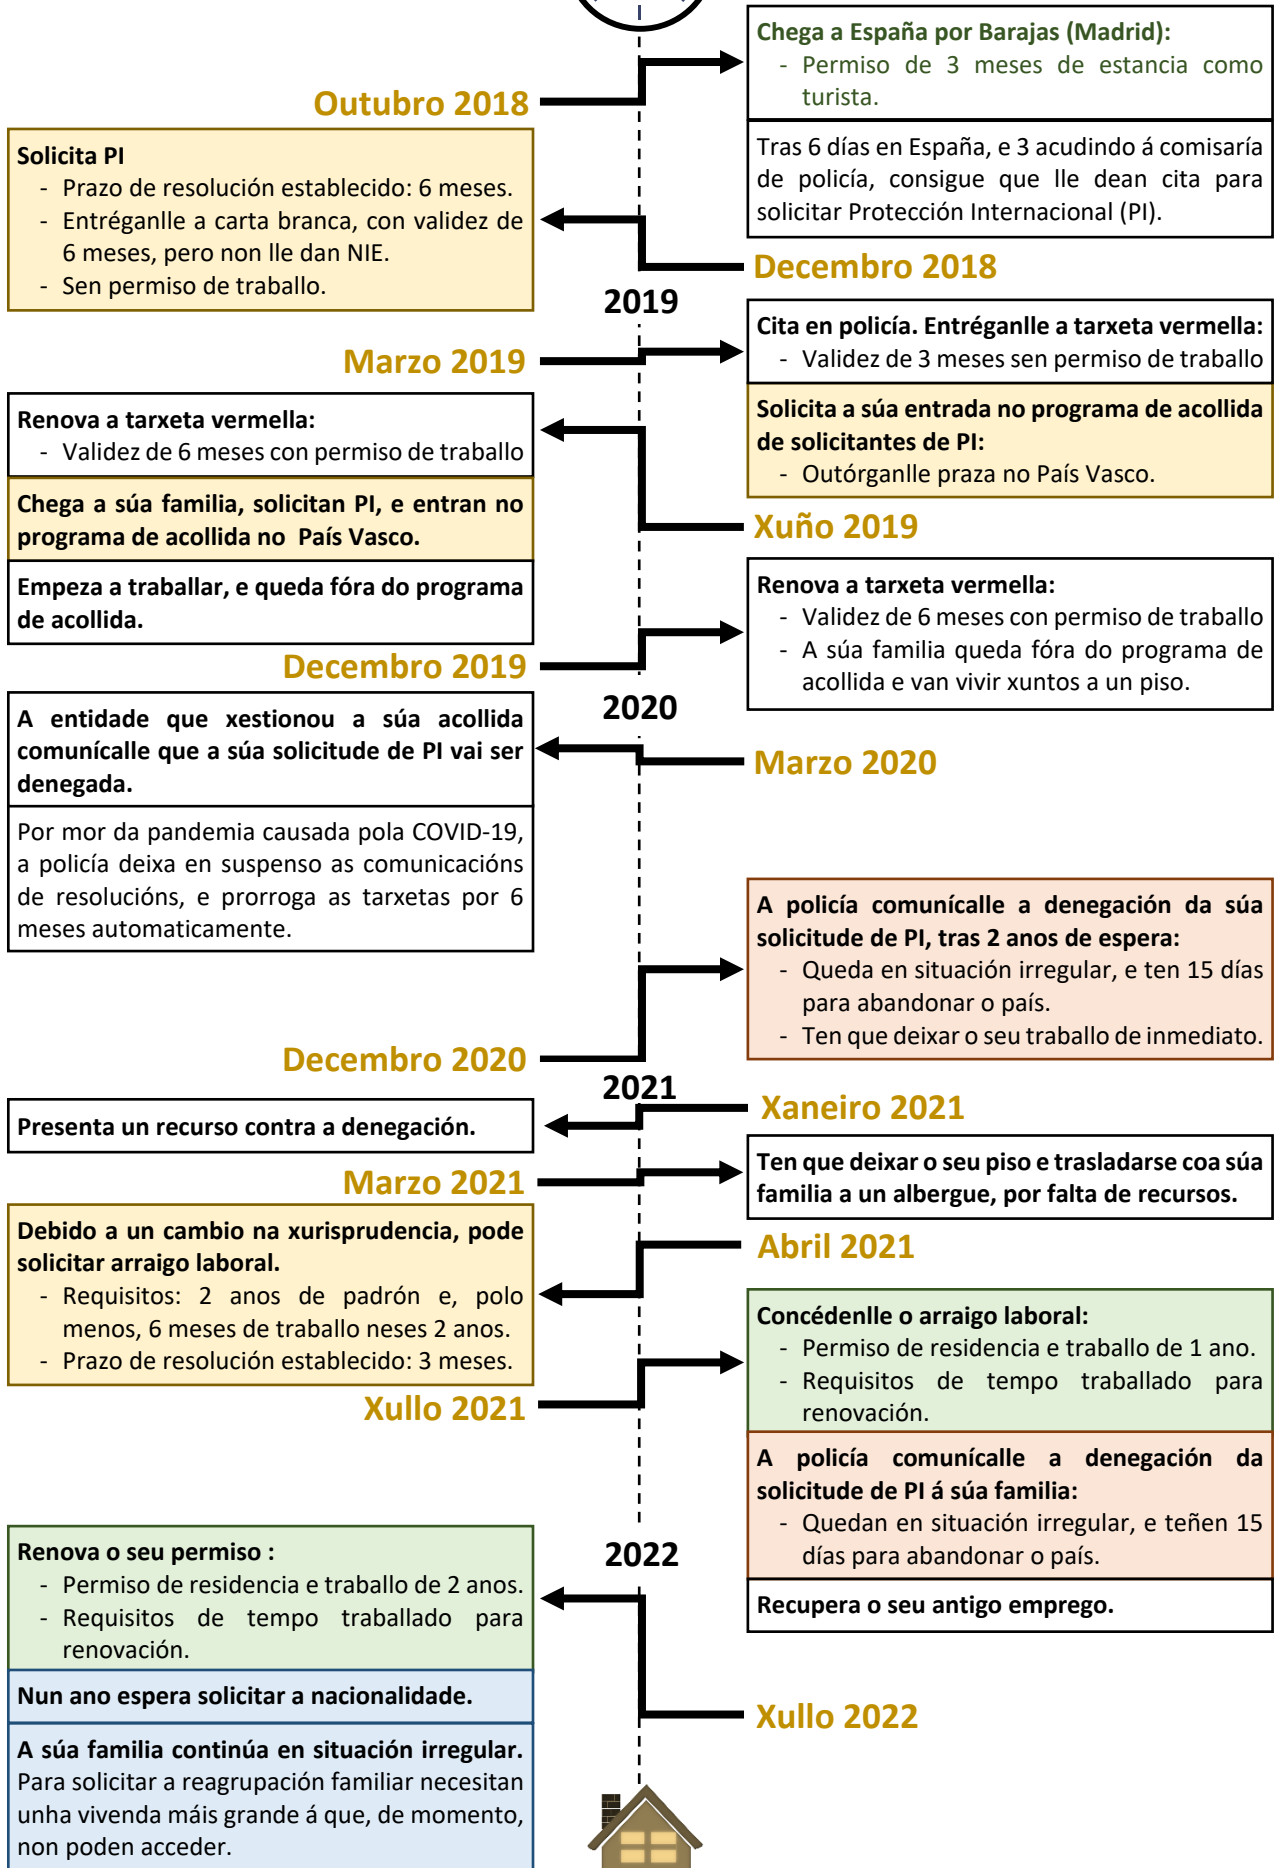 Chega a España por Barajas (Madrid):
- Permiso de 3 meses de estancia como
turista.
Outubro 2018
Tras 6 días en España, e 3 acudindo á comisaría
de policía, consigue que lle dean cita para
solicitar Protección Internacional (PI).
Solicita PI
- Prazo de resolución establecido: 6 meses.
- Entréganlle a carta branca, con validez de
6 meses, pero non lle dan NIE.
- Sen permiso de traballo.
Decembro 2018
2019
Cita en policía. Entréganlle a tarxeta vermella:
- Validez de 3 meses sen permiso de traballo
Marzo 2019
Solicita a súa entrada no programa de acollida
de solicitantes de PI:
- Outórganlle praza no País Vasco.
Renova a tarxeta vermella:
- Validez de 6 meses con permiso de traballo
Chega a súa familia, solicitan PI, e entran no
programa de acollida no País Vasco.
Xuño 2019
Empeza a traballar, e queda fóra do programa
de acollida.
Renova a tarxeta vermella:
- Validez de 6 meses con permiso de traballo
- A súa familia queda fóra do programa de
acollida e van vivir xuntos a un piso.
Decembro 2019
2020
A entidade que xestionou a súa acollida
comunícalle que a súa solicitude de PI vai ser
denegada.
Marzo 2020
Por mor da pandemia causada pola COVID-19,
a policía deixa en suspenso as comunicacións
de resolucións, e prorroga as tarxetas por 6
meses automaticamente.
A policía comunícalle a denegación da súa
solicitude de PI, tras 2 anos de espera:
- Queda en situación irregular, e ten 15 días
para abandonar o país.
- Ten que deixar o seu traballo de inmediato.
Decembro 2020
2021
Xaneiro 2021
Presenta un recurso contra a denegación.
Ten que deixar o seu piso e trasladarse coa súa
familia a un albergue, por falta de recursos.
Marzo 2021
Debido a un cambio na xurisprudencia, pode
solicitar arraigo laboral.
- Requisitos: 2 anos de padrón e, polo
menos, 6 meses de traballo neses 2 anos.
- Prazo de resolución establecido: 3 meses.
Abril 2021
Concédenlle o arraigo laboral:
- Permiso de residencia e traballo de 1 ano.
- Requisitos de tempo traballado para
renovación.
Xullo 2021
A policía comunícalle a denegación da
solicitude de PI á súa familia:
- Quedan en situación irregular, e teñen 15
días para abandonar o país.
Recupera o seu antigo emprego.
2022
Renova o seu permiso :
- Permiso de residencia e traballo de 2 anos.
- Requisitos de tempo traballado para
renovación.
Nun ano espera solicitar a nacionalidade.
Xullo 2022
A súa familia continúa en situación irregular.
Para solicitar a reagrupación familiar necesitan
unha vivenda máis grande á que, de momento,
non poden acceder.